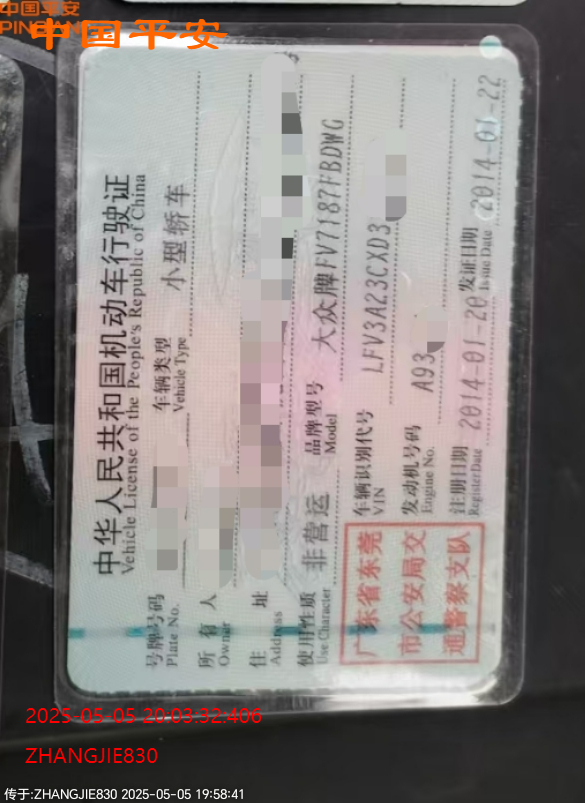 中国平安
PING
中国平安
中华人民共和国机动车行驶证
Vehicle License of the People's Republic of China
号牌号码
Plate No.
车辆类型 小型轿车
Vehicle Type
所有人
Owner
住址
Address
使用性质 非营运
Use Character
品牌型号 大众牌FV7187FBDWG
Model
车辆识别代号 LFV3A23CXD3
VIN
发动机号码 A93
Engine No.
注册日期 2014-01-20
Register Date
发证日期 2014-01-22
Issue Date
广东省东莞
市公安局交
通警察支队
2025-05-05 20:03:32:406
ZHANGJIE830
传于:ZHANGJIE830 2025-05-05 19:58:41